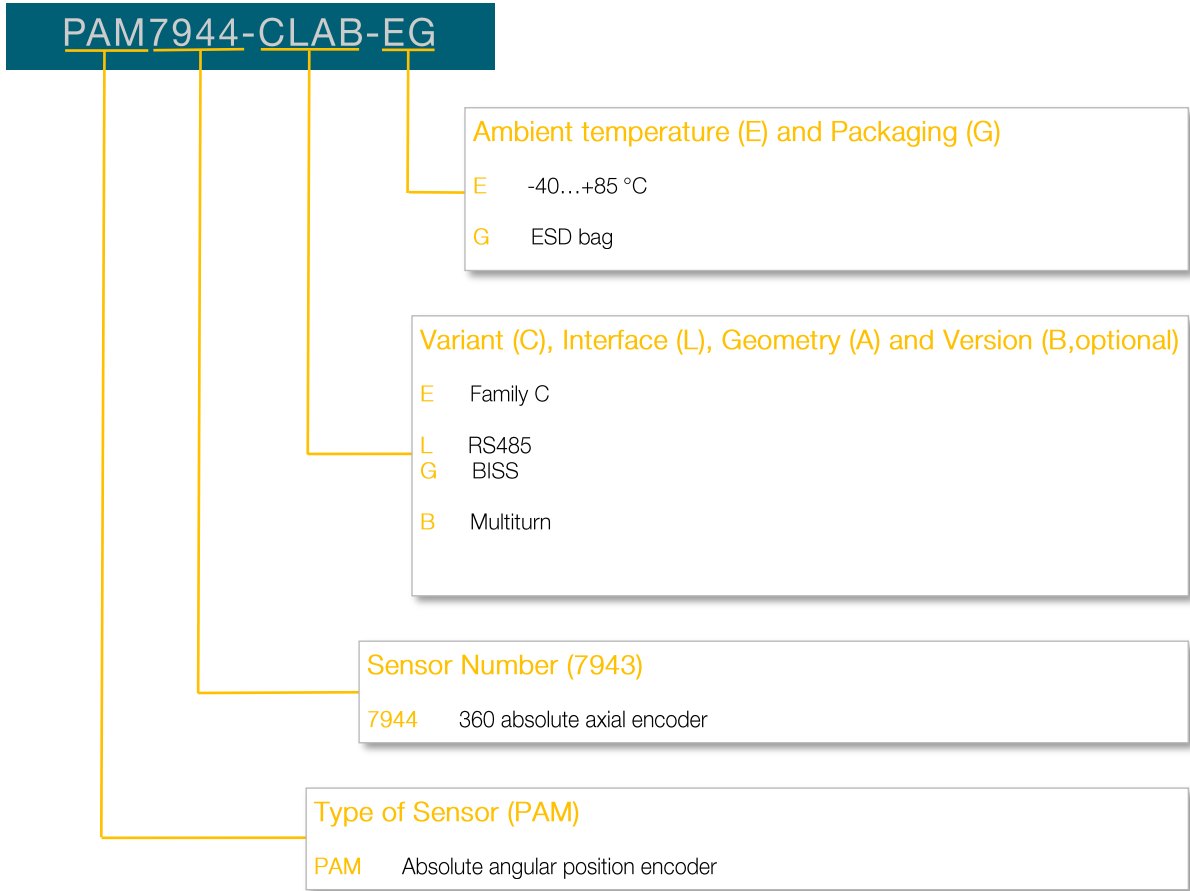 PAM7944-CLAB-EG
Ambient temperature (E) and Packaging (G)
E -40…+85 °C
G ESD bag
Variant (C), Interface (L), Geometry (A) and Version (B,optional)
E Family C
L RS485
G BISS
B Multiturn
Sensor Number (7943)
7944 360 absolute axial encoder
Type of Sensor (PAM)
PAM Absolute angular position encoder